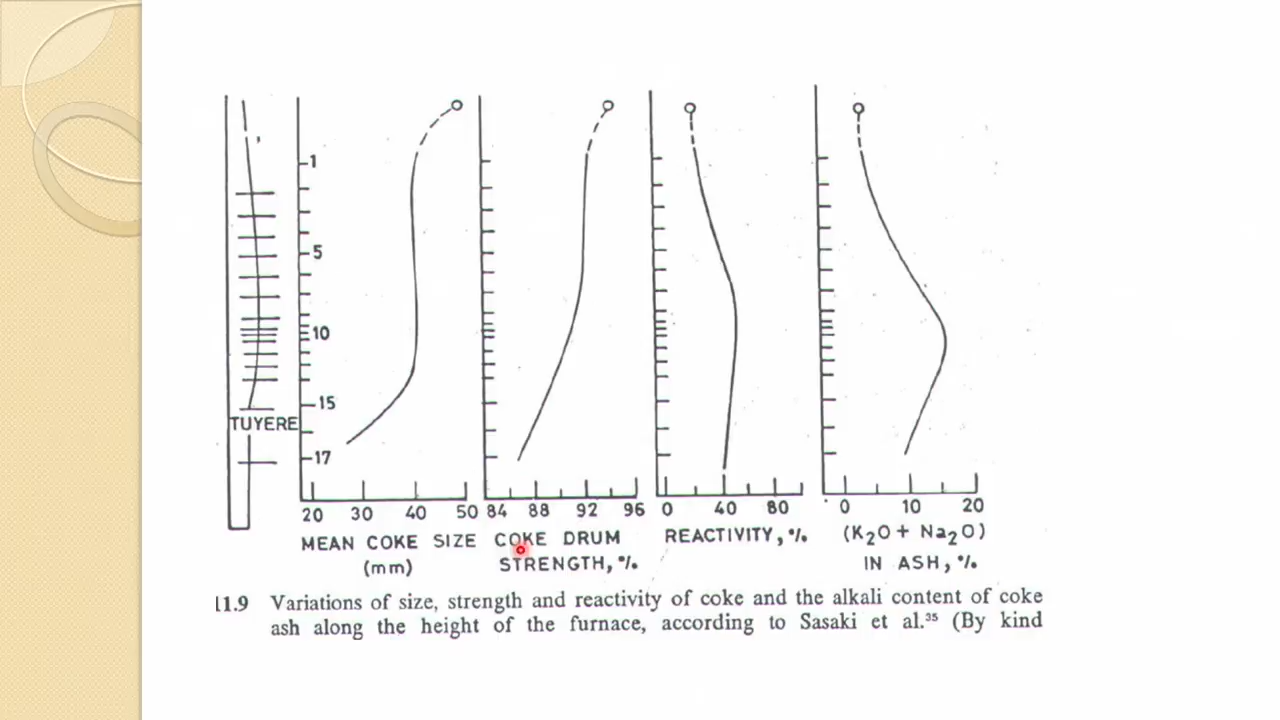 1
5
10
15
17
TUYERE
20 30 40 50
84 88 92 96
0 40 80
0 10 20
MEAN COKE SIZE
(mm)
COKE DRUM
STRENGTH, %
REACTIVITY, %
(K2O + Na2O)
IN ASH, %
11.9 Variations of size, strength and reactivity of coke and the alkali content of coke
ash along the height of the furnace, according to Sasaki et al.35 (By kind